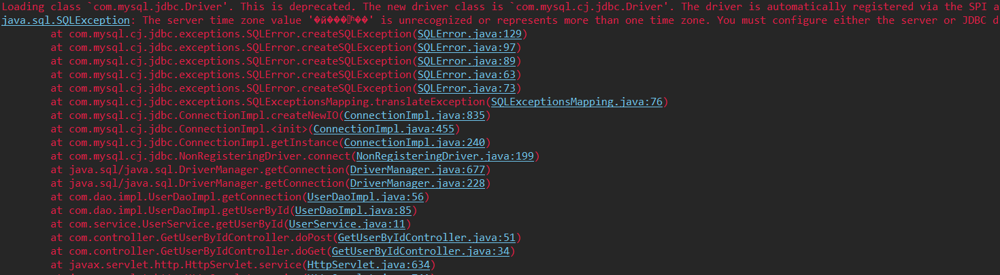 Loading class `com.mysql.jdbc.Driver'. This is deprecated. The new driver class is `com.mysql.cj.jdbc.Driver'. The driver is automatically registered via the SPI a
java.sql.SQLException: The server time zone value '�й���׼ʱ��' is unrecognized or represents more than one time zone. You must configure either the server or JDBC d
at com.mysql.cj.jdbc.exceptions.SQLError.createSQLException(SQLError.java:129)
at com.mysql.cj.jdbc.exceptions.SQLError.createSQLException(SQLError.java:97)
at com.mysql.cj.jdbc.exceptions.SQLError.createSQLException(SQLError.java:89)
at com.mysql.cj.jdbc.exceptions.SQLError.createSQLException(SQLError.java:63)
at com.mysql.cj.jdbc.exceptions.SQLError.createSQLException(SQLError.java:73)
at com.mysql.cj.jdbc.exceptions.SQLExceptionsMapping.translateException(SQLExceptionsMapping.java:76)
at com.mysql.cj.jdbc.ConnectionImpl.createNewIO(ConnectionImpl.java:835)
at com.mysql.cj.jdbc.ConnectionImpl.<init>(ConnectionImpl.java:455)
at com.mysql.cj.jdbc.ConnectionImpl.getInstance(ConnectionImpl.java:240)
at com.mysql.cj.jdbc.NonRegisteringDriver.connect(NonRegisteringDriver.java:199)
at java.sql/java.sql.DriverManager.getConnection(DriverManager.java:677)
at java.sql/java.sql.DriverManager.getConnection(DriverManager.java:228)
at com.dao.impl.UserDaoImpl.getConnection(UserDaoImpl.java:56)
at com.dao.impl.UserDaoImpl.getUserById(UserDaoImpl.java:85)
at com.service.UserService.getUserById(UserService.java:11)
at com.controller.GetUserByIdController.doPost(GetUserByIdController.java:51)
at com.controller.GetUserByIdController.doGet(GetUserByIdController.java:34)
at javax.servlet.http.HttpServlet.service(HttpServlet.java:634)